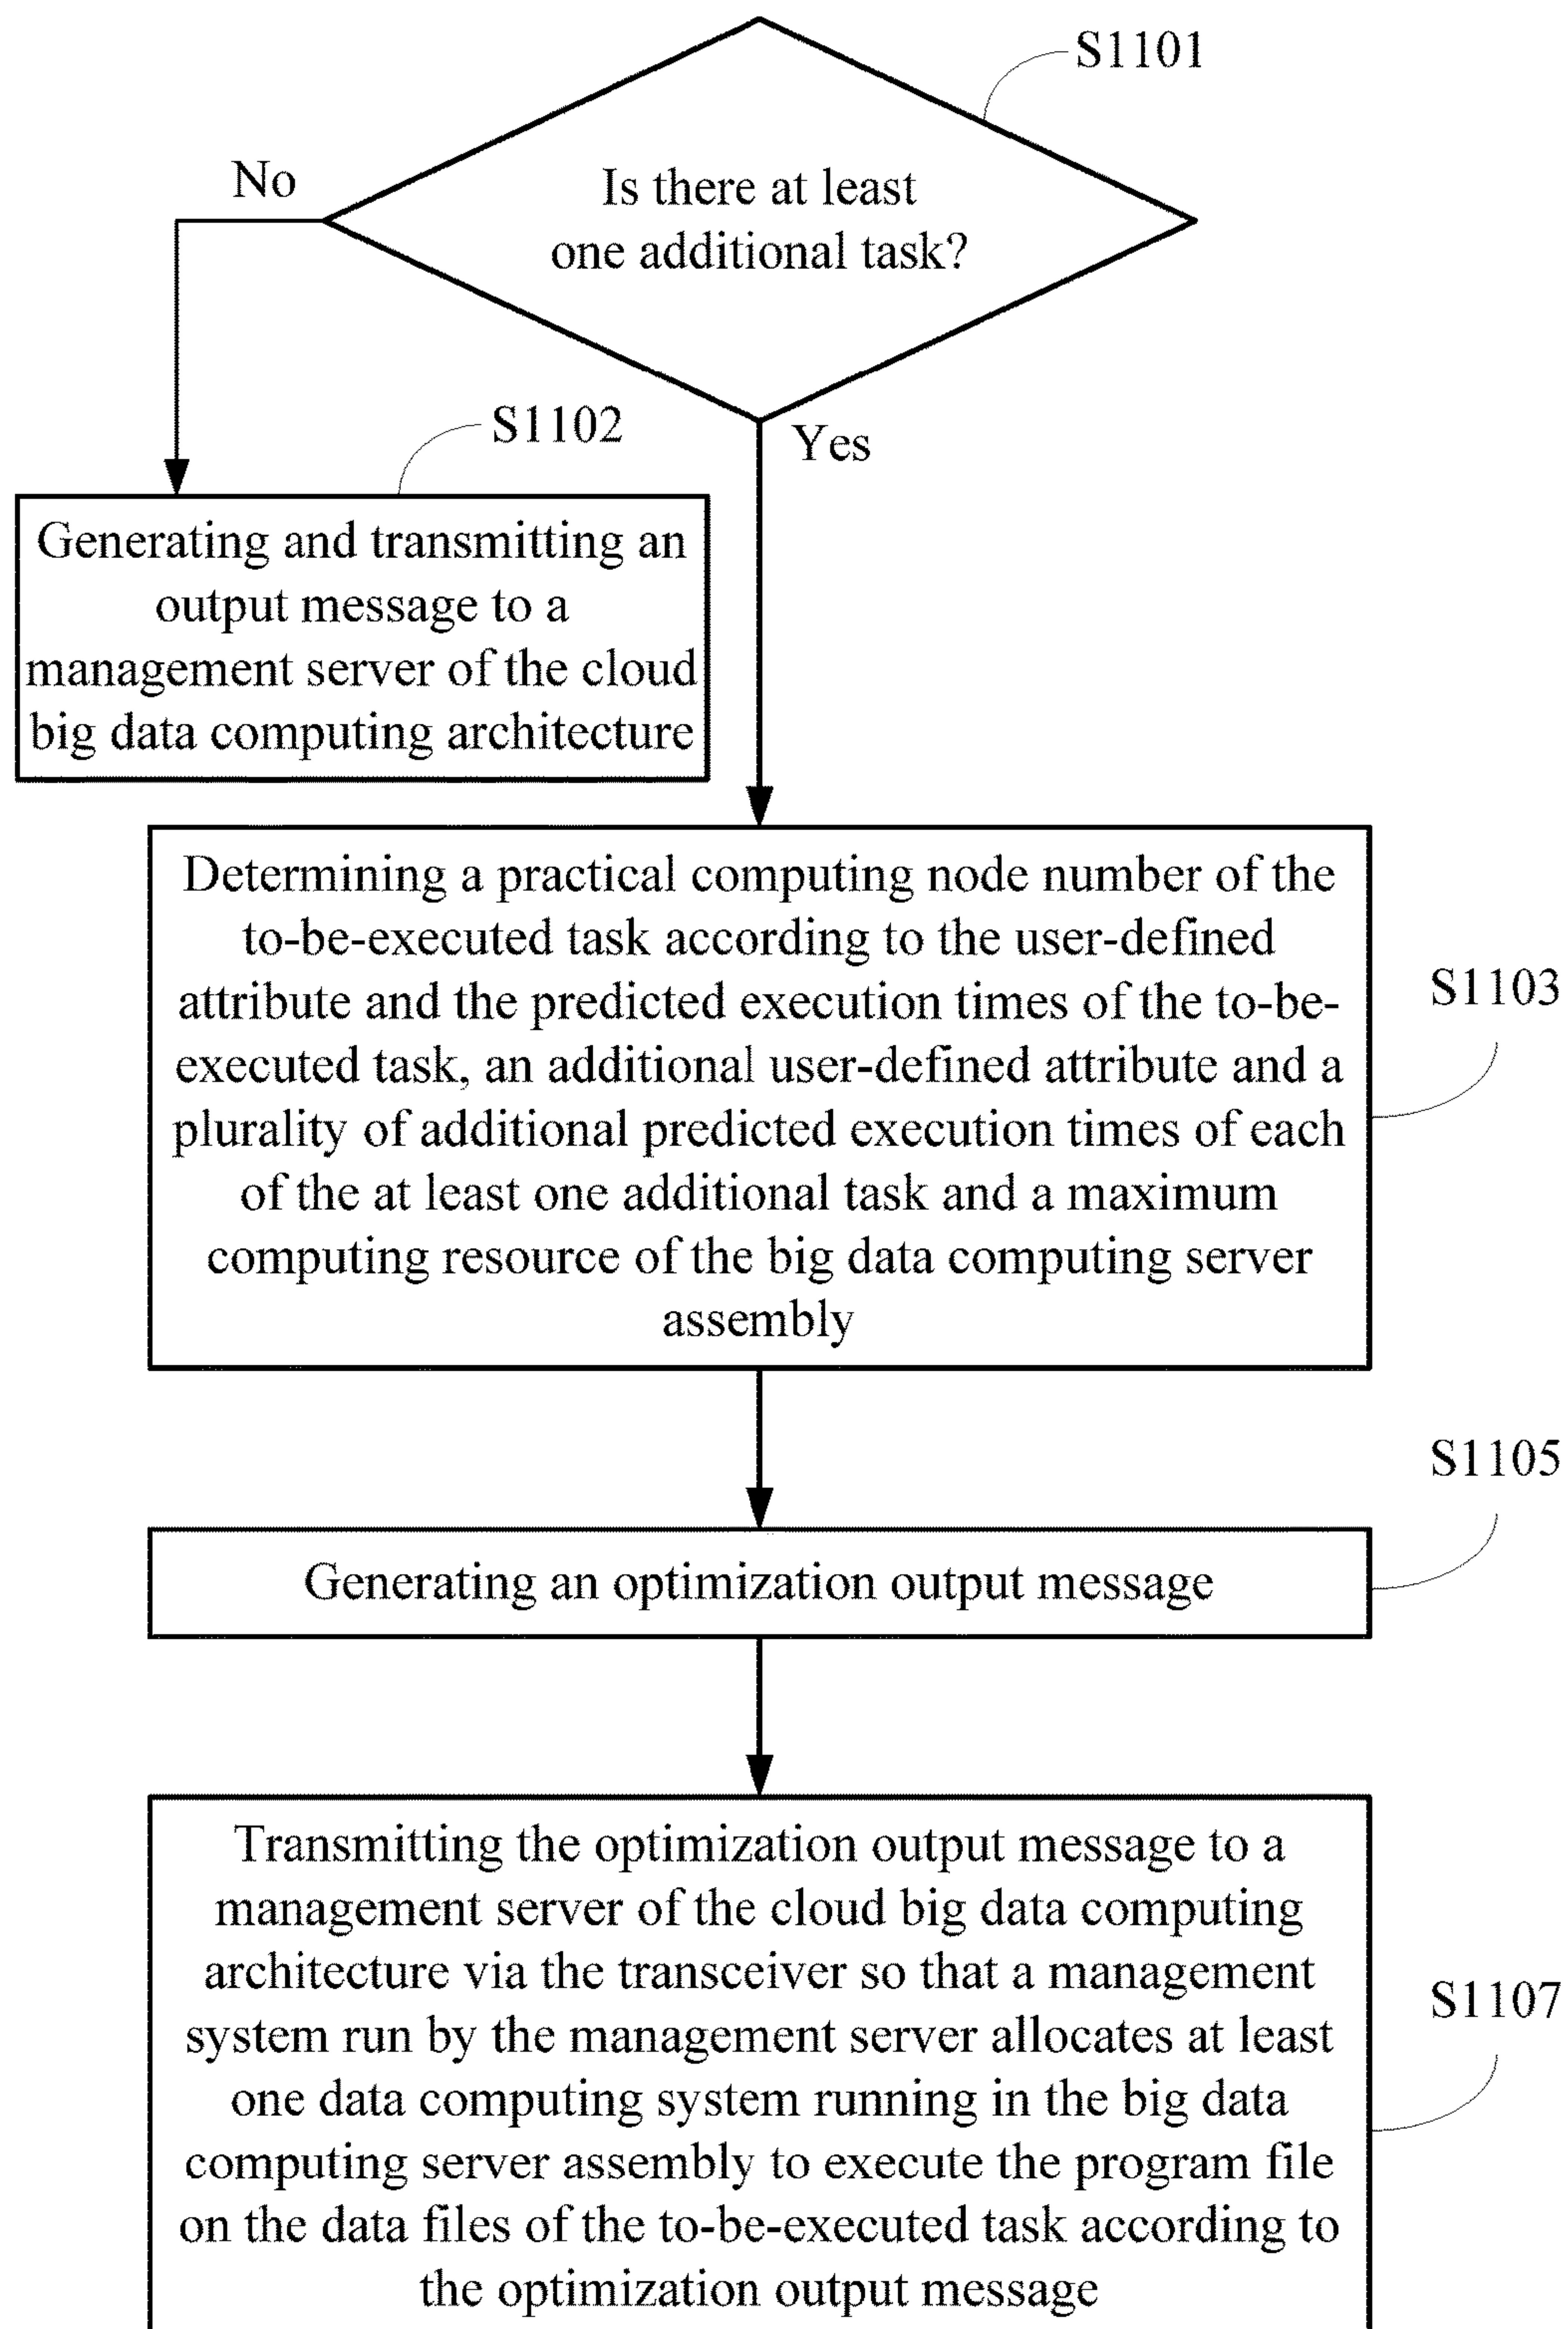 S1101
Is there at least
one additional task?
No
Yes
S1102
Generating and transmitting an
output message to a
management server of the cloud
big data computing architecture
Determining a practical computing node number of the
to-be-executed task according to the user-defined
attribute and the predicted execution times of the to-be-
executed task, an additional user-defined attribute and a
plurality of additional predicted execution times of each
of the at least one additional task and a maximum
computing resource of the big data computing server
assembly
S1103
S1105
Generating an optimization output message
Transmitting the optimization output message to a
management server of the cloud big data computing
architecture via the transceiver so that a management
system run by the management server allocates at least
one data computing system running in the big data
computing server assembly to execute the program file
on the data files of the to-be-executed task according to
the optimization output message
S1107